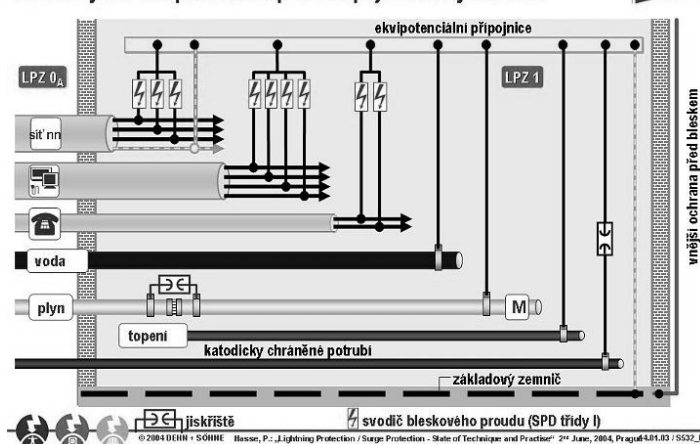 ekvipotenciální přípojnice
LPZ 0A
LPZ 1
síť nn
voda
plyn
M
topení
katodicky chráněné potrubí
základový zemnič
vnější ochrana před bleskem
jiskřiště
svodič bleskového proudu (SPD třídy I)
© 2004 DEHN + SÖHNE Hasse, P.: „Lightning Protection / Surge Protection - State of Technique and Practise" 2nd June, 2004,